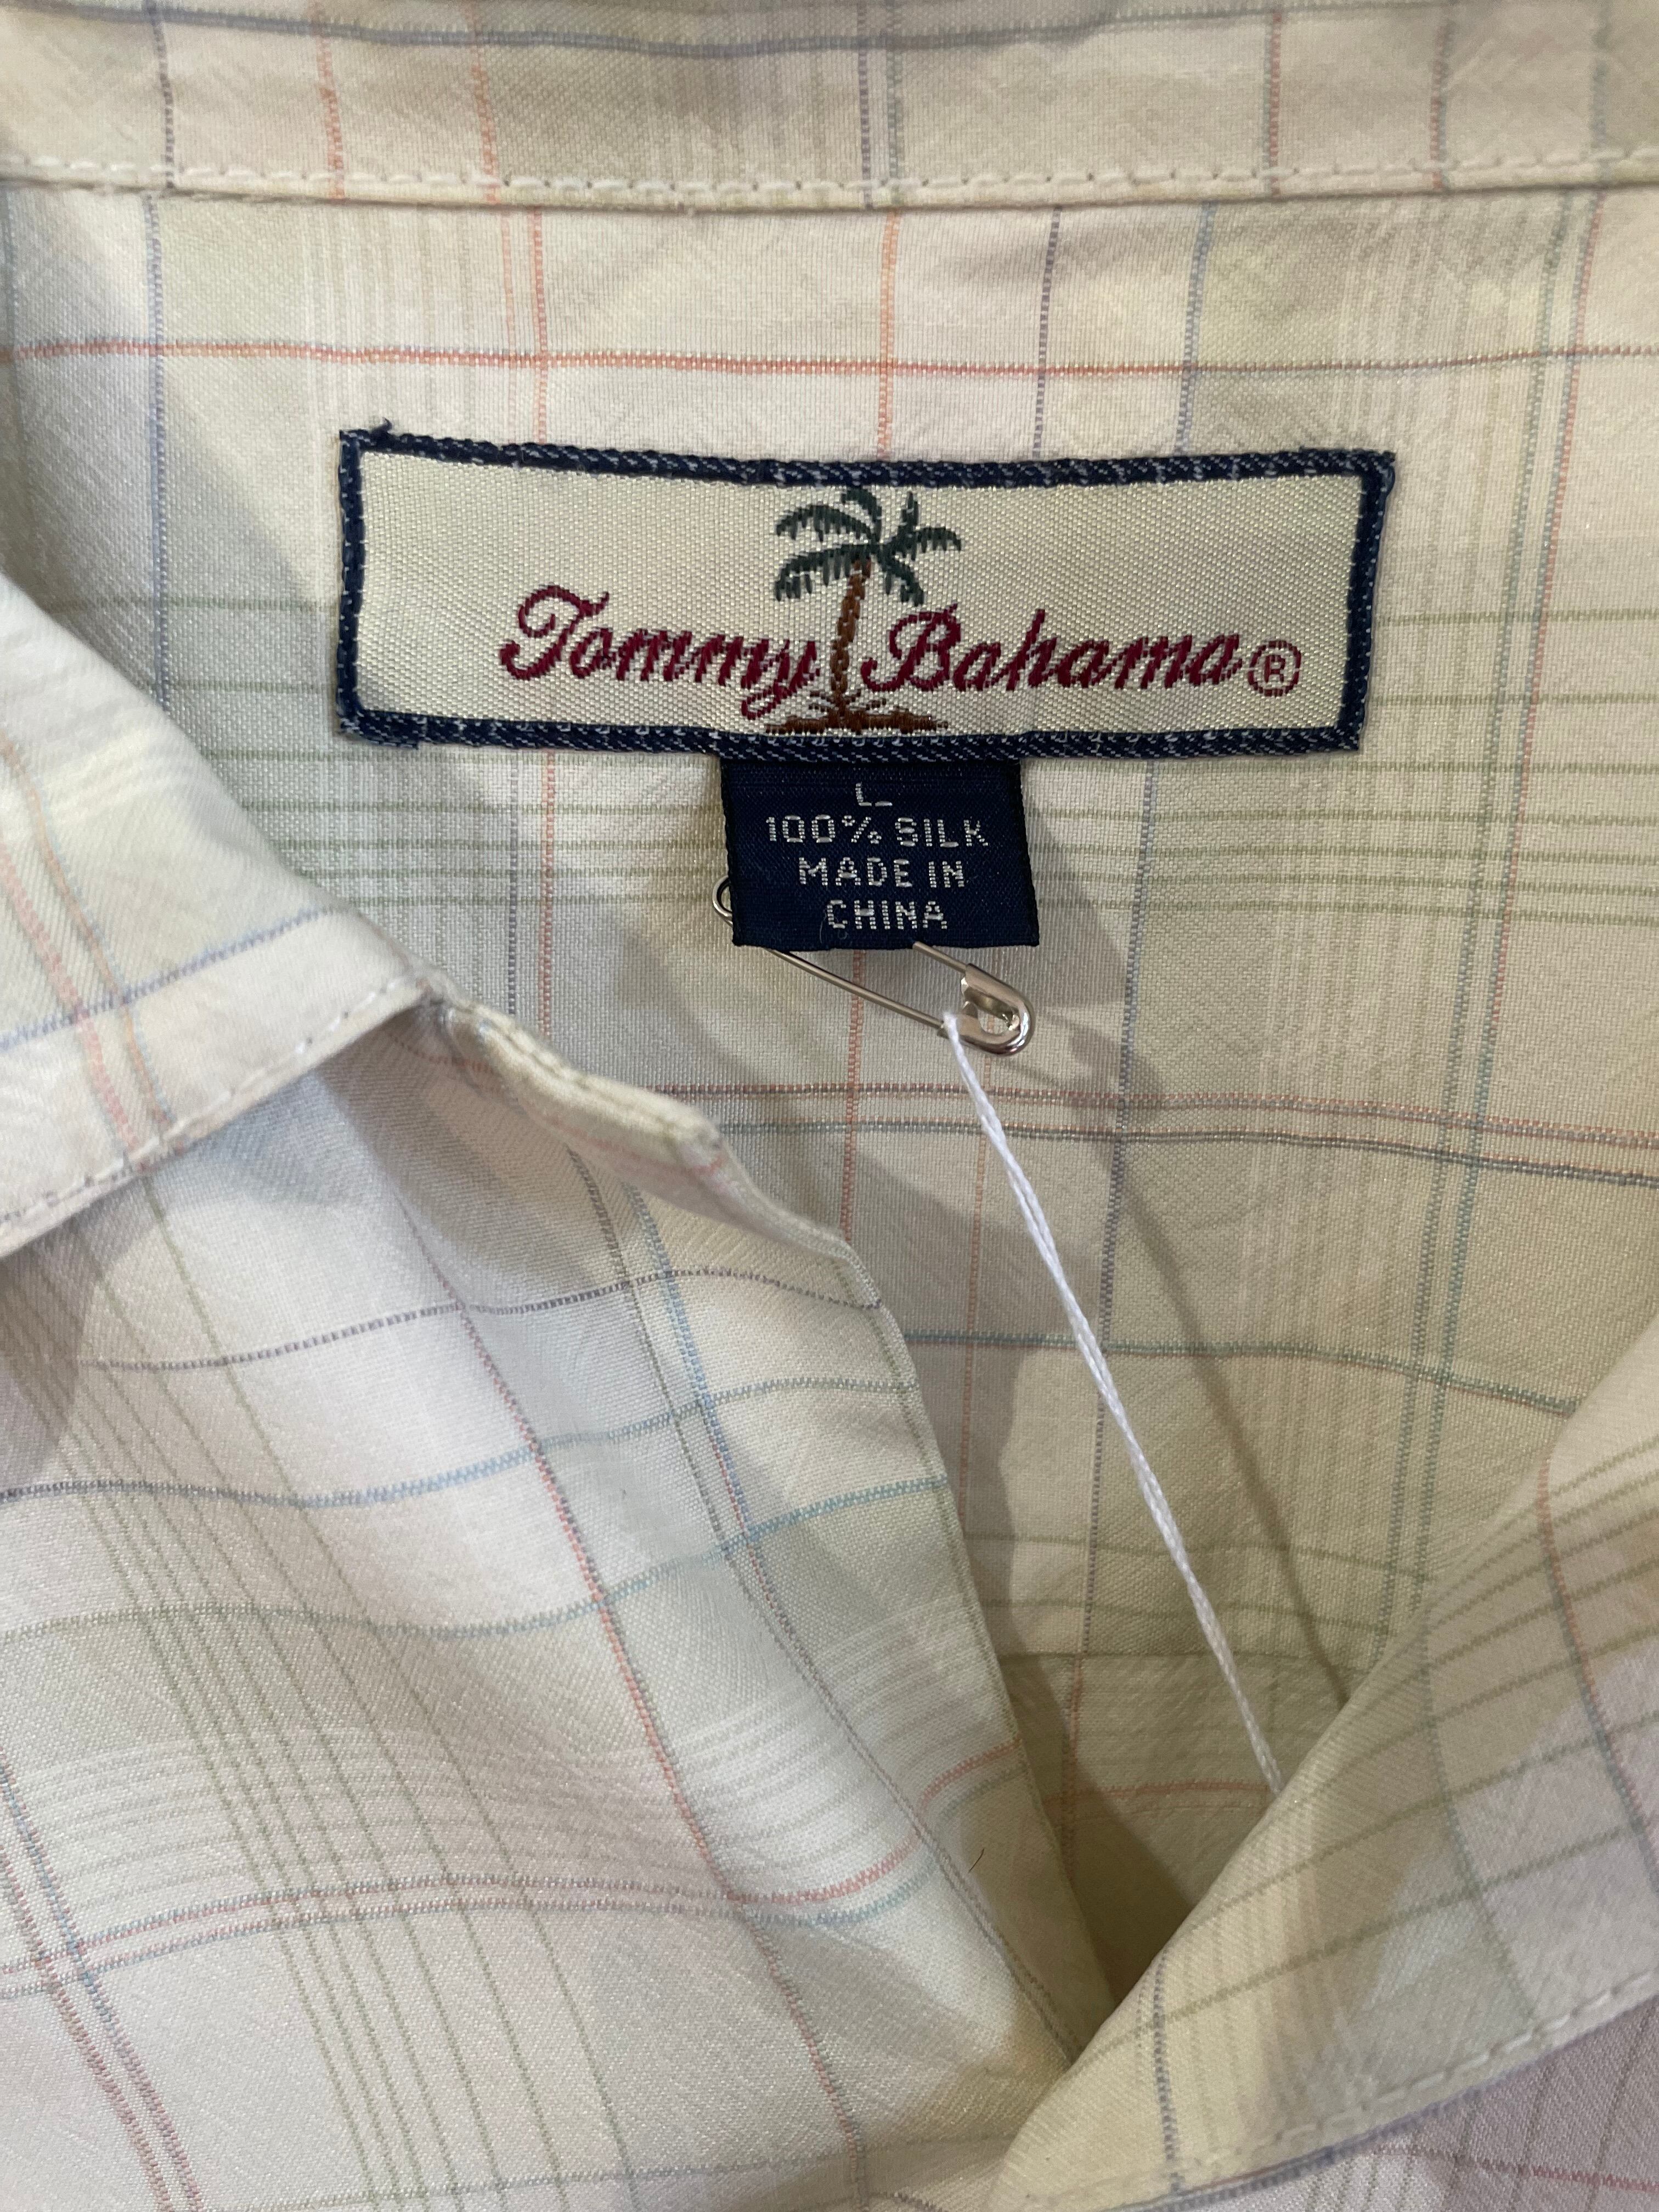 Tommy Bahama®
L
100% SILK
MADE IN
CHINA